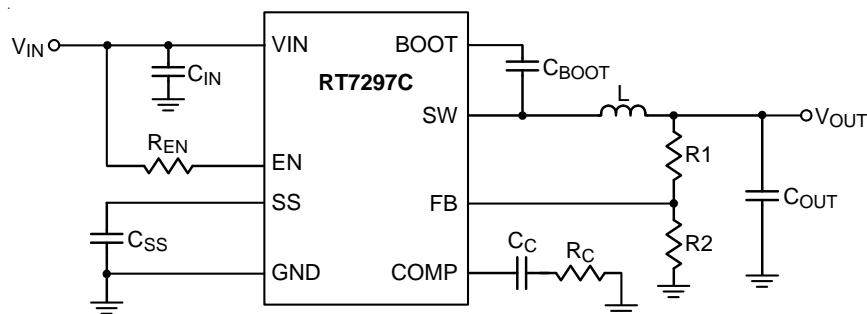 VIN
VIN
BOOT
CIN
CBOOT
RT7297C
L
SW
VOUT
REN
R1
EN
SS
FB
COUT
CSS
CC
RC
R2
GND
COMP